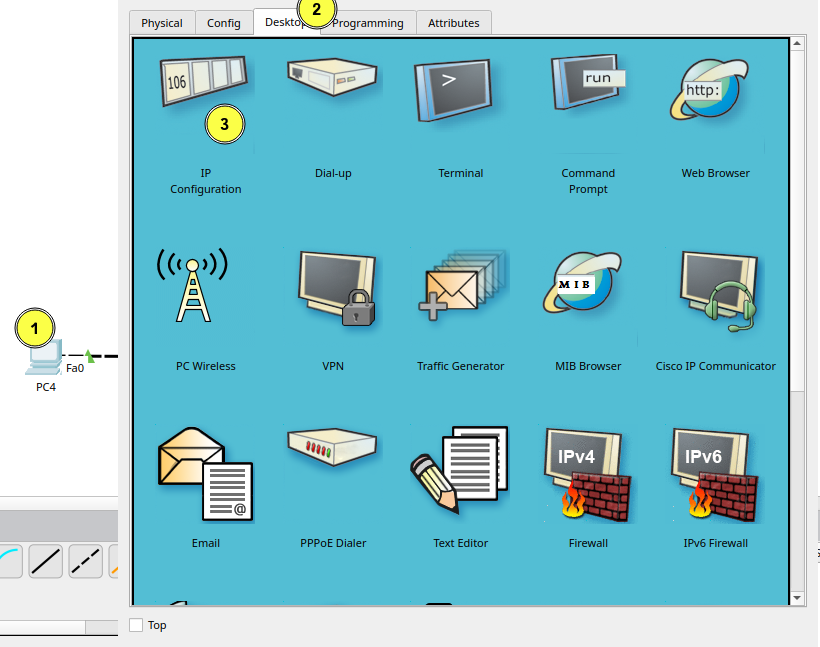 2
Physical
Config
Desktop
Programming
Attributes
106
3
>
run
http:
IP
Configuration
Dial-up
Terminal
Command
Prompt
Web Browser
MIB
PC Wireless
VPN
Traffic Generator
MIB Browser
Cisco IP Communicator
1
Fa0
PC4
@
IPv4
IPv6
Email
PPPoE Dialer
Text Editor
Firewall
IPv6 Firewall
Top